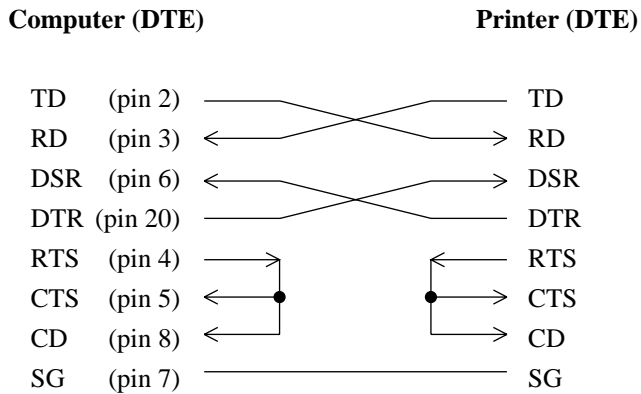 Computer (DTE) Printer (DTE)
TD (pin 2) TD
RD (pin 3) RD
DSR (pin 6) DSR
DTR (pin 20) DTR
RTS (pin 4) RTS
CTS (pin 5) CTS
CD (pin 8) CD
SG (pin 7) SG